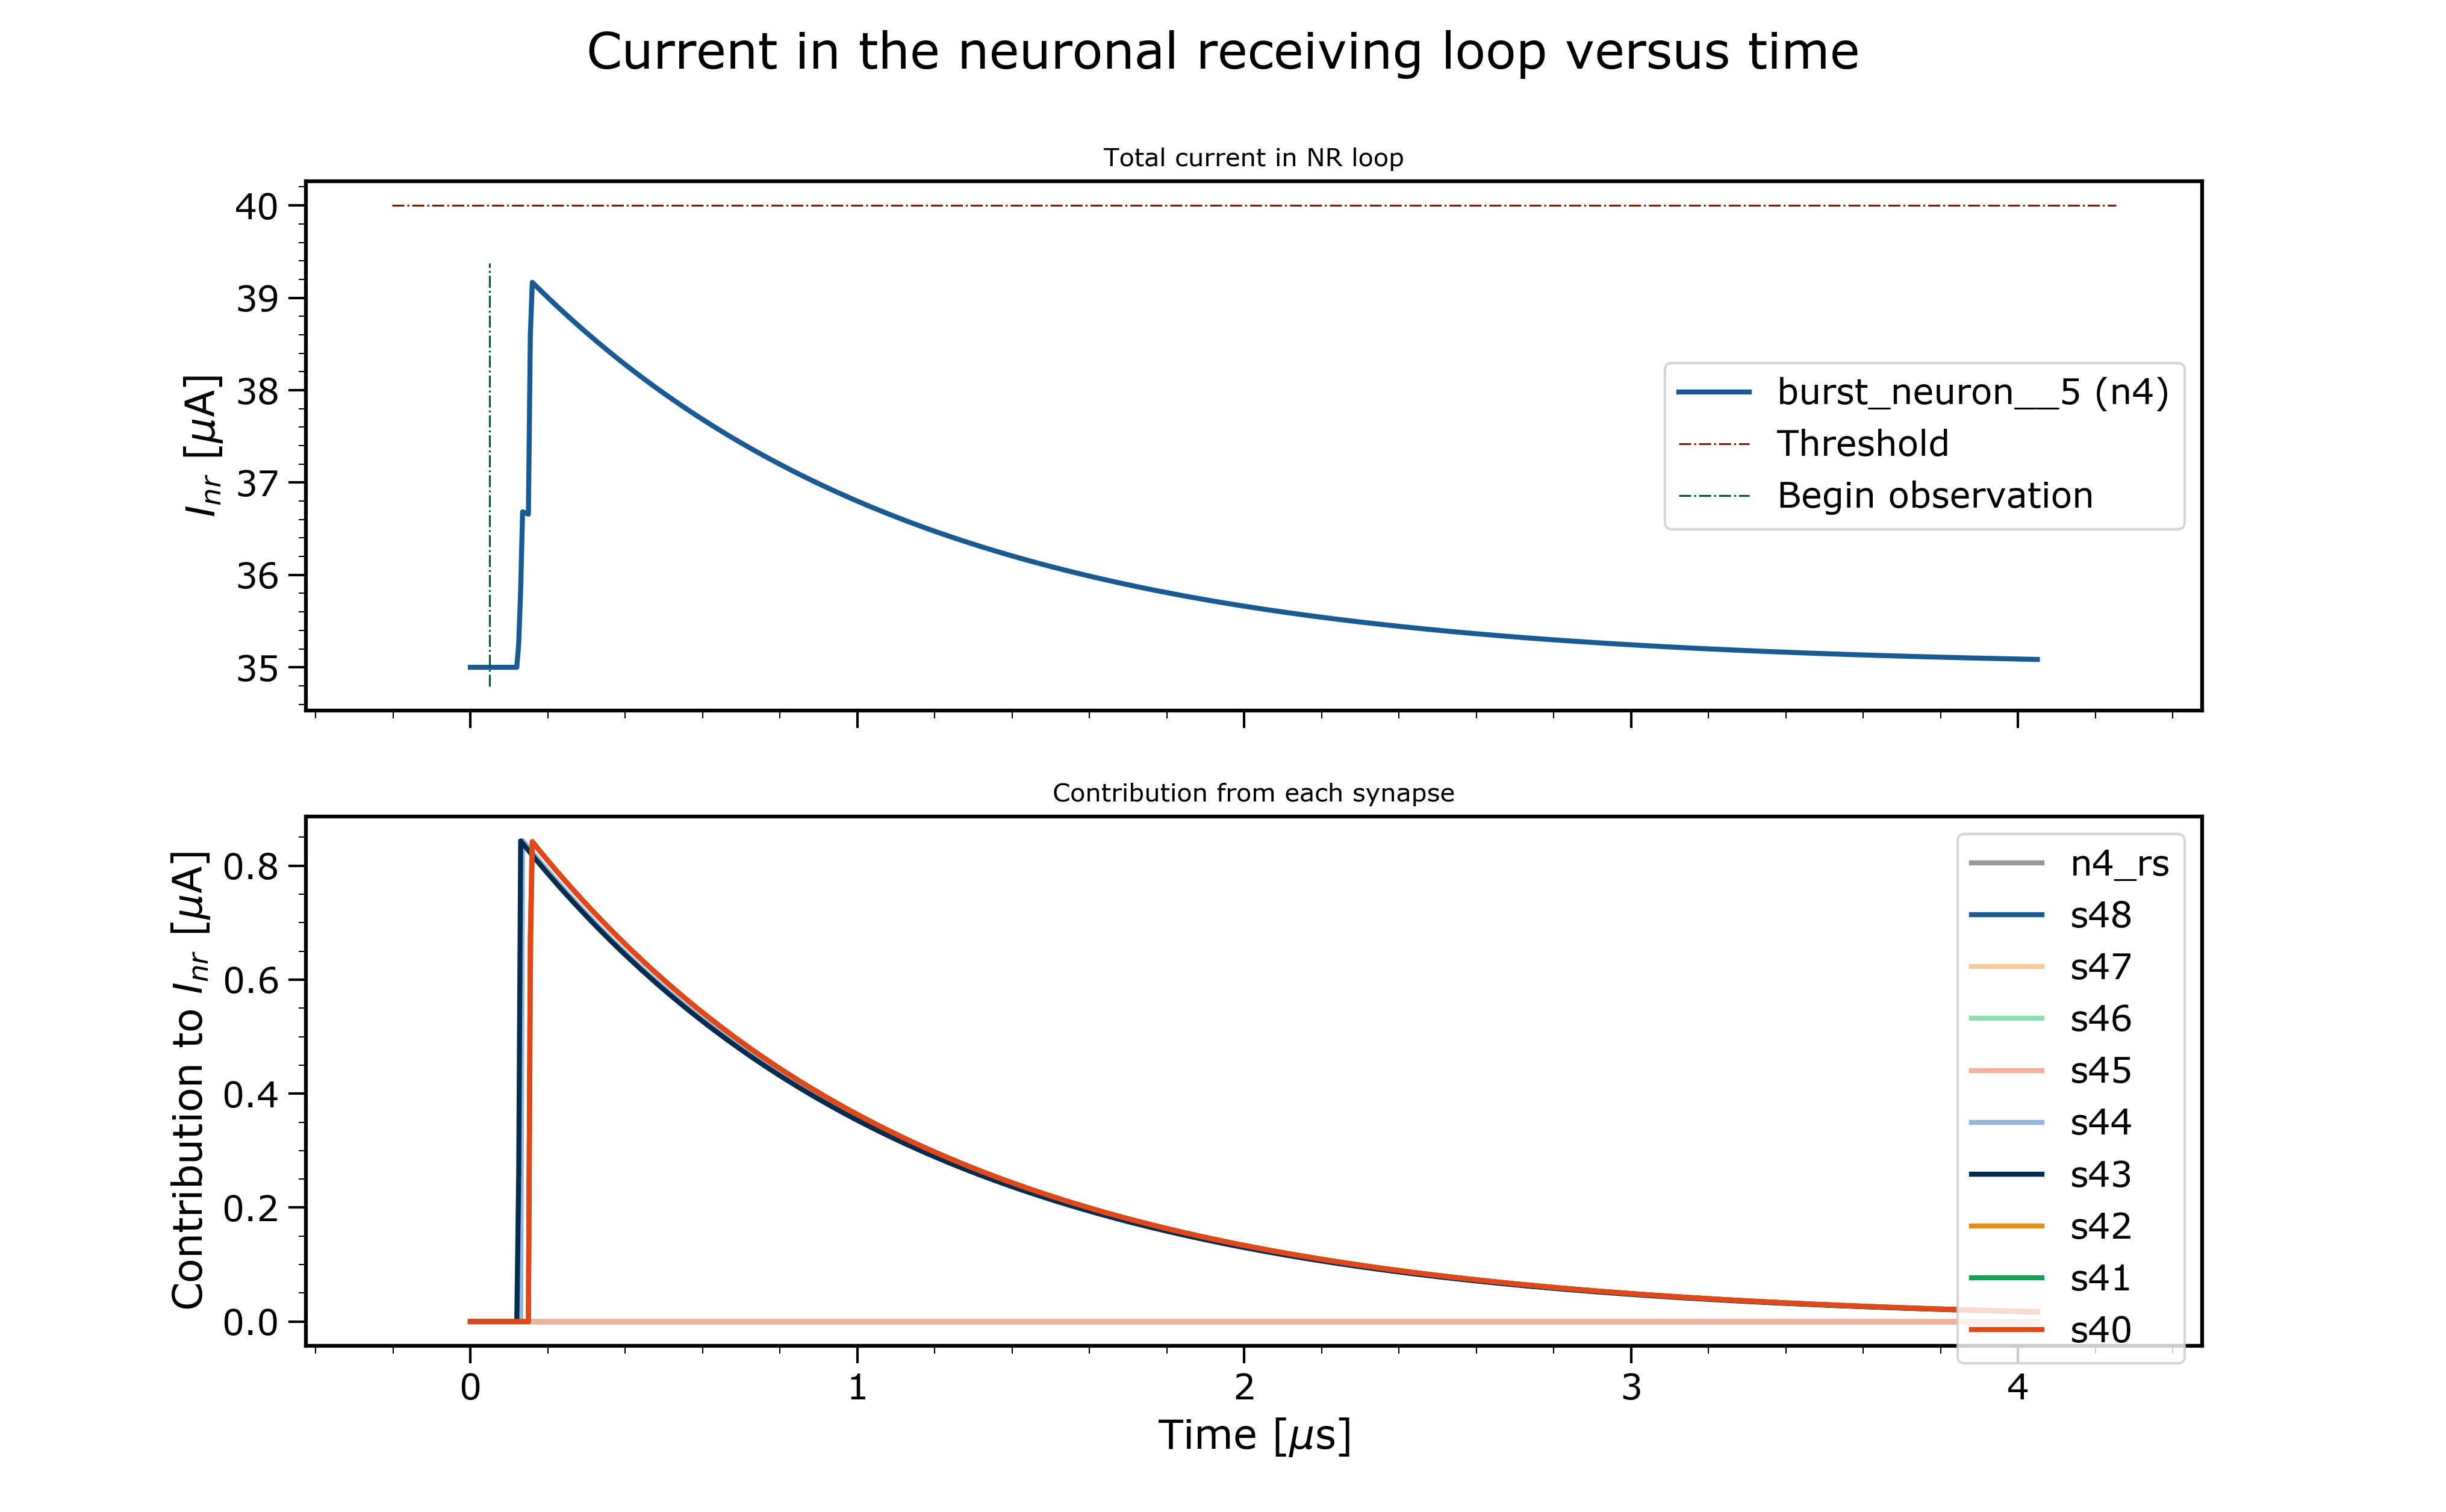 Current in the neuronal receiving loop versus time
Total current in NR loop
40
39
38
37
36
35
I_nr [μA]
burst_neuron__5 (n4)
Threshold
Begin observation
Contribution from each synapse
0.8
0.6
0.4
0.2
0.0
Contribution to I_nr [μA]
n4_rs
s48
s47
s46
s45
s44
s43
s42
s41
s40
0 1 2 3 4
Time [μs]